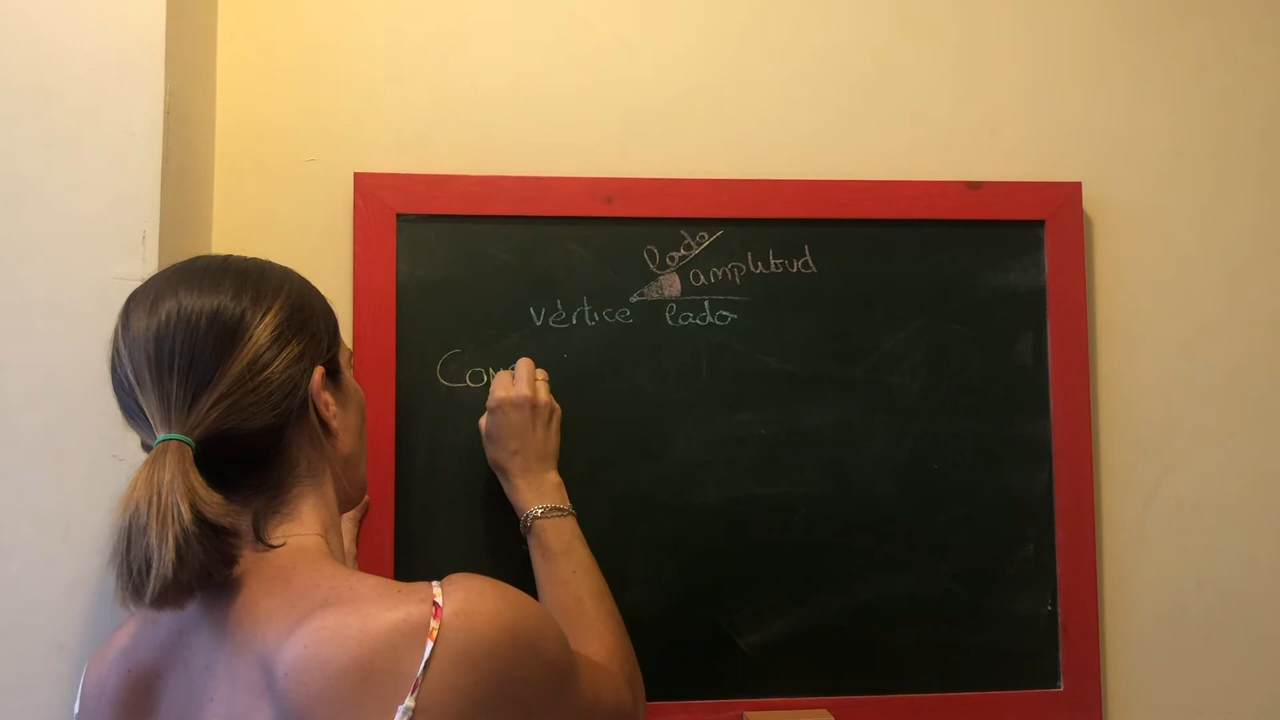 lado
amplitud
vértice lado
Con